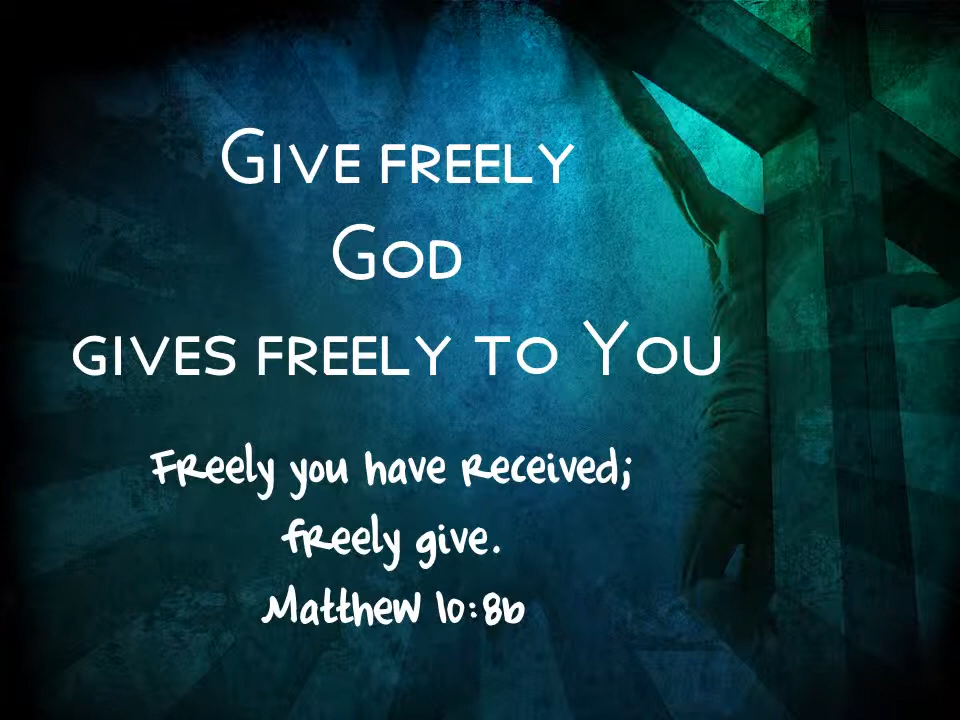 Give freely
God
gives freely to You
Freely you have received;
freely give.
Matthew 10:8b